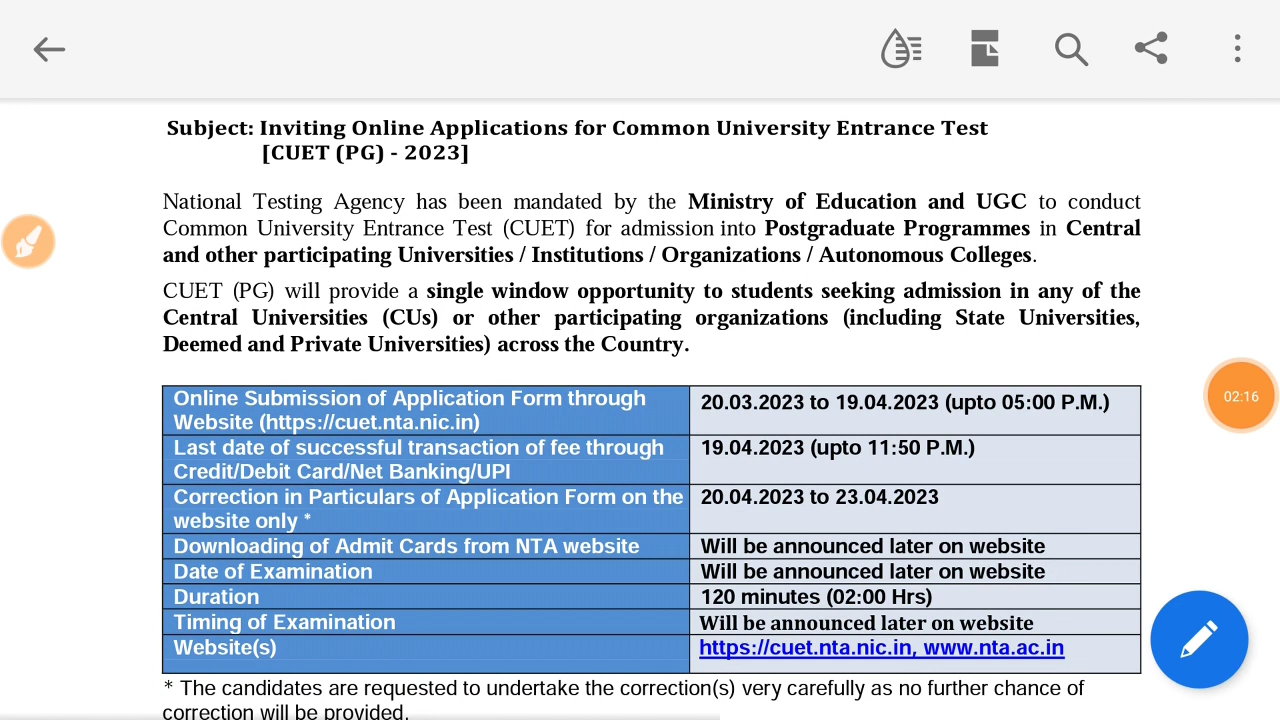 Subject: Inviting Online Applications for Common University Entrance Test
[CUET (PG) - 2023]
National Testing Agency has been mandated by the Ministry of Education and UGC to conduct
Common University Entrance Test (CUET) for admission into Postgraduate Programmes in Central
and other participating Universities / Institutions / Organizations / Autonomous Colleges.
CUET (PG) will provide a single window opportunity to students seeking admission in any of the
Central Universities (CUs) or other participating organizations (including State Universities,
Deemed and Private Universities) across the Country.
Online Submission of Application Form through
Website (https://cuet.nta.nic.in)
20.03.2023 to 19.04.2023 (upto 05:00 P.M.)
Last date of successful transaction of fee through
Credit/Debit Card/Net Banking/UPI
19.04.2023 (upto 11:50 P.M.)
Correction in Particulars of Application Form on the
website only *
20.04.2023 to 23.04.2023
Downloading of Admit Cards from NTA website
Will be announced later on website
Date of Examination
Will be announced later on website
Duration
120 minutes (02:00 Hrs)
Timing of Examination
Will be announced later on website
Website(s)
https://cuet.nta.nic.in, www.nta.ac.in
* The candidates are requested to undertake the correction(s) very carefully as no further chance of
correction will be provided.
02:16